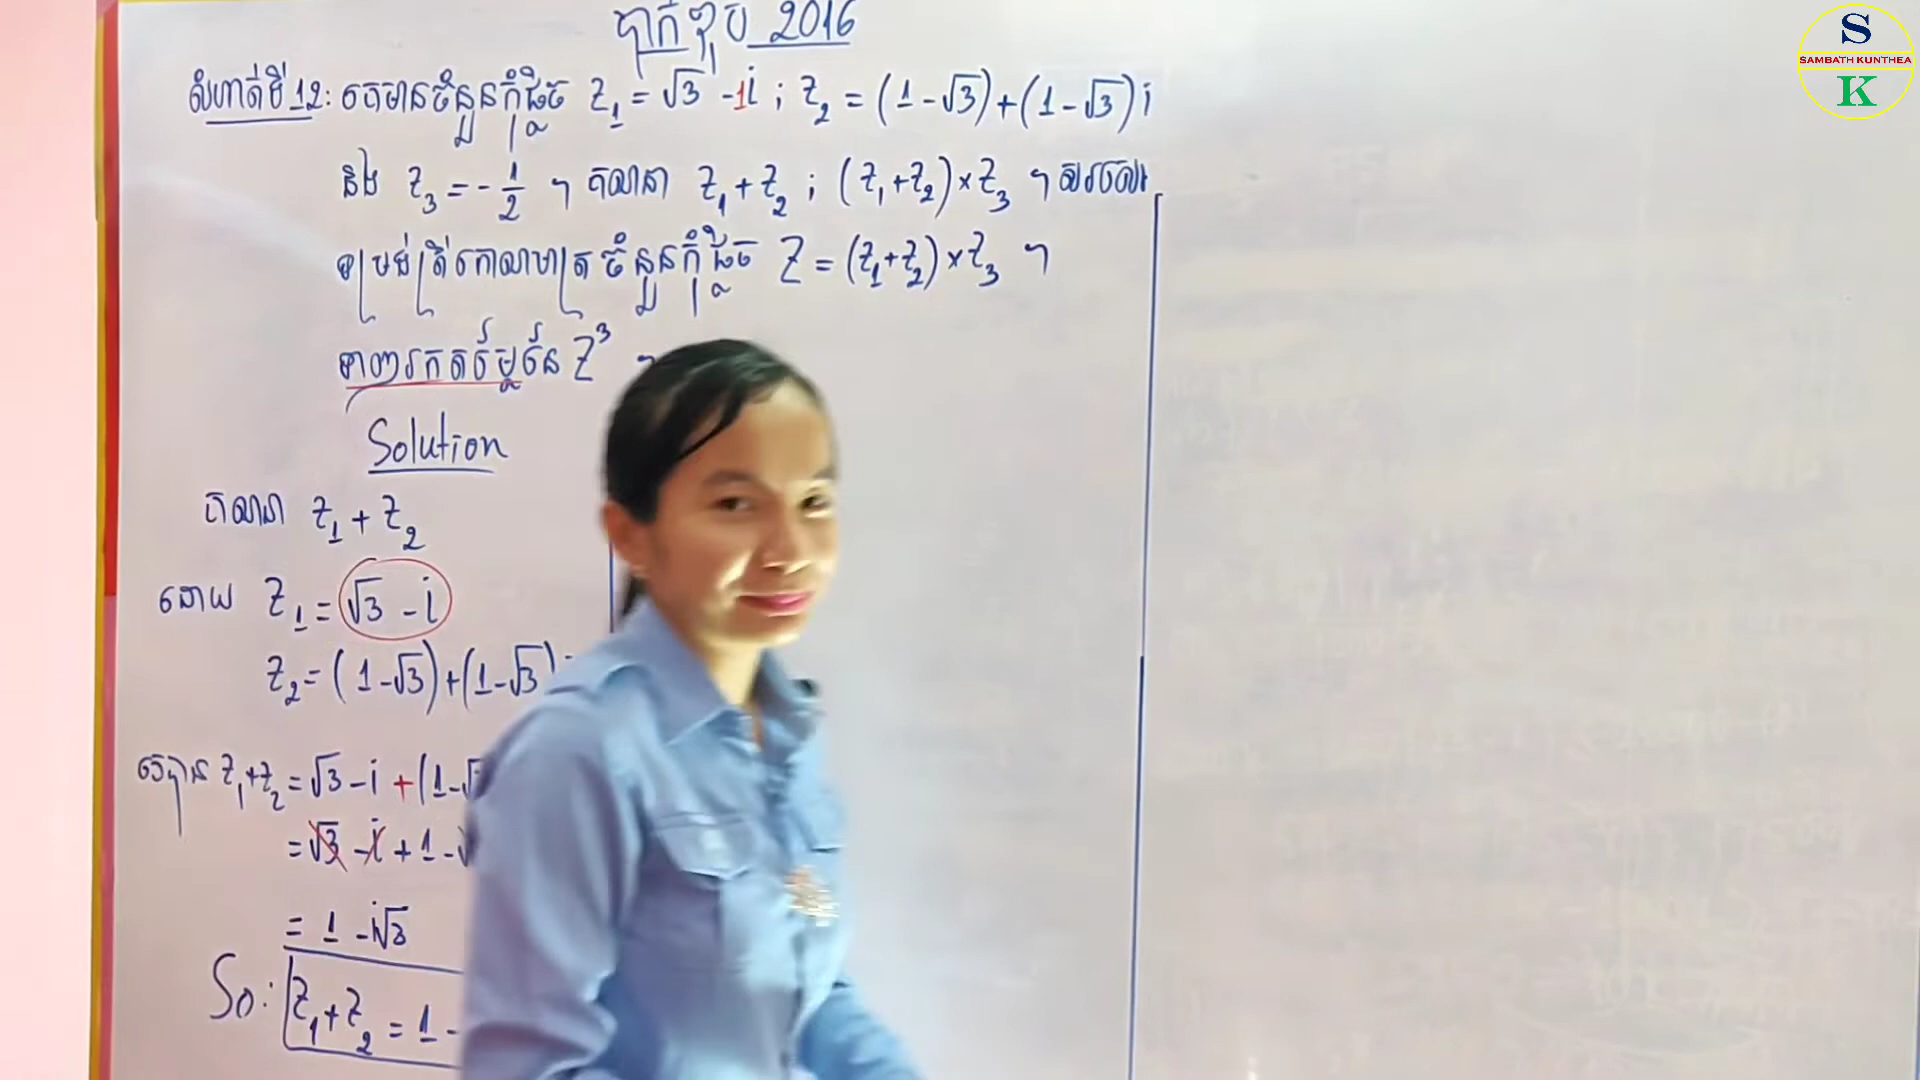 បាក់ឌុប 2016
លំហាត់ទី 12: គេមានចំនួនកុំផ្លិច Z₁ = √3 - 1i ; Z₂ = (1-√3)+(1-√3)i
និង Z₃ = -1/2 ។ គណនា Z₁+Z₂ ; (Z₁+Z₂)×Z₃ ។ សរសេរ
ទម្រង់ត្រីកោណមាត្រ ចំនួនកុំផ្លិច Z = (Z₁+Z₂)×Z₃ ។
ទាញរកតម្លៃនៃ Z³ ។
Solution
គណនា Z₁+Z₂
ដោយ Z₁ = √3 - i
Z₂ = (1-√3)+(1-√3)
គេបាន Z₁+Z₂ = √3 - i + (1-√
= √3 - i + 1 - √
= 1 - i√3
So: Z₁+Z₂ = 1 -
S
SAMBATH KUNTHEA
K